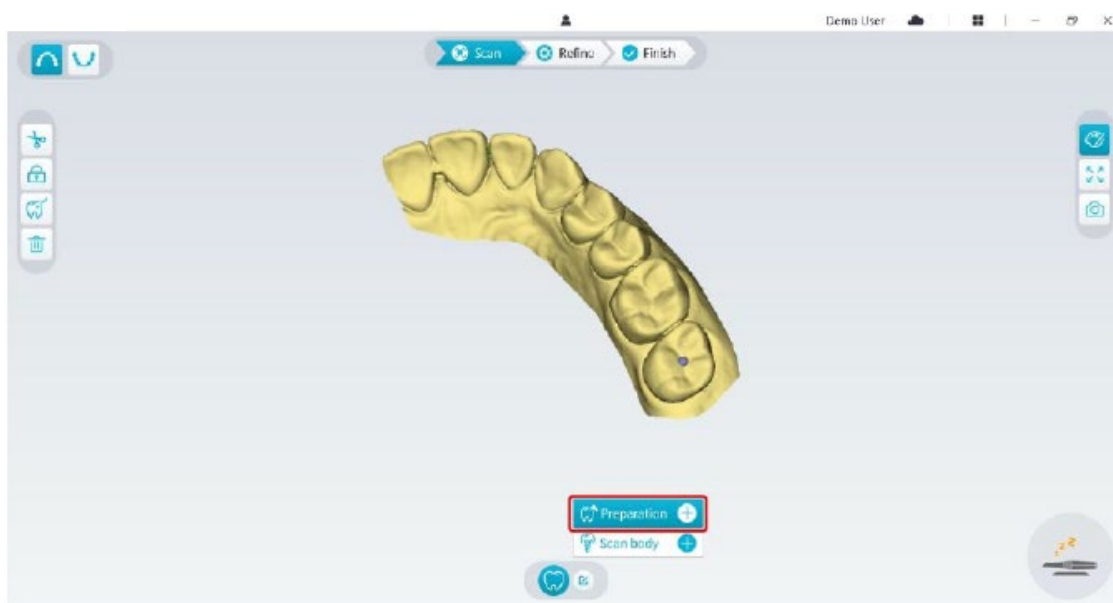 Demo User
Scan Refine Finish
Preparation
Scan body
z z z